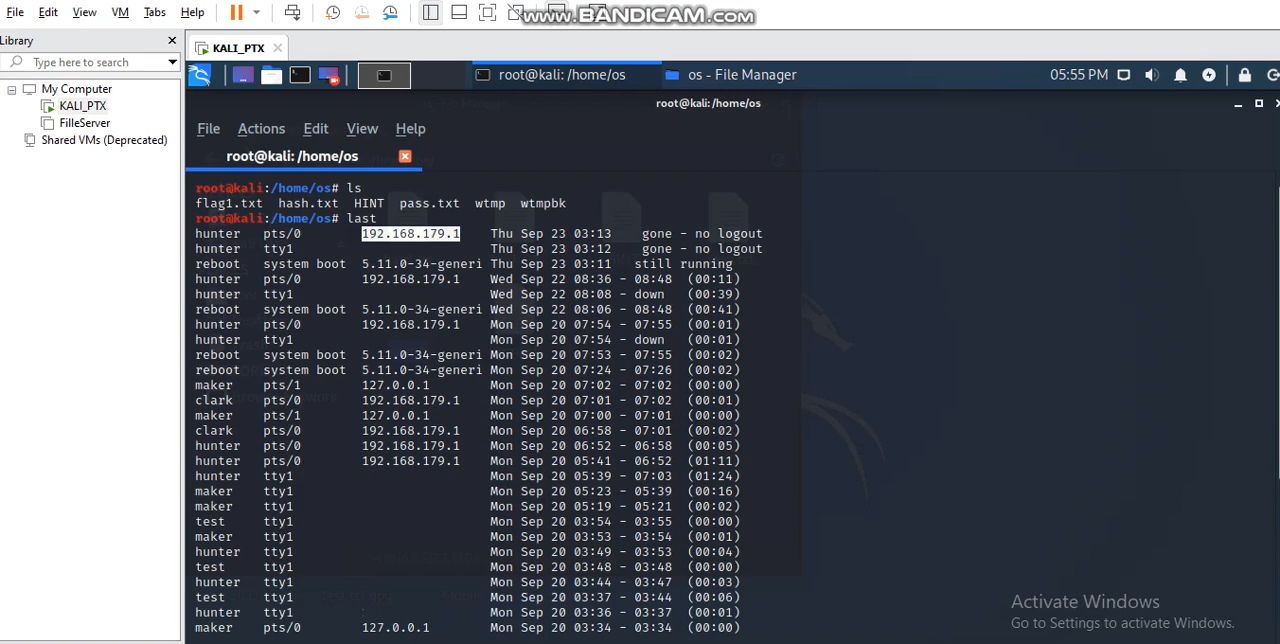 File Edit View VM Tabs Help
www.BANDICAM.com
Library
KALI_PTX
Type here to search
root@kali: /home/os
os - File Manager
05:55 PM
My Computer
KALI_PTX
FilleServer
Shared VMs (Deprecated)
root@kali: /home/os
File Actions Edit View Help
root@kali: /home/os
root@kali:/home/os# ls
flag1.txt hash.txt HINT pass.txt wtmp wtmpbk
root@kali:/home/os# last
hunter pts/0 192.168.179.1 Thu Sep 23 03:13 gone - no logout
hunter tty1 Thu Sep 23 03:12 gone - no logout
reboot system boot 5.11.0-34-generi Thu Sep 23 03:11 still running
hunter pts/0 192.168.179.1 Wed Sep 22 08:36 - 08:48 (00:11)
hunter tty1 Wed Sep 22 08:08 - down (00:39)
reboot system boot 5.11.0-34-generi Wed Sep 22 08:06 - 08:48 (00:41)
hunter pts/0 192.168.179.1 Mon Sep 20 07:54 - 07:55 (00:01)
hunter tty1 Mon Sep 20 07:54 - down (00:01)
reboot system boot 5.11.0-34-generi Mon Sep 20 07:53 - 07:55 (00:02)
reboot system boot 5.11.0-34-generi Mon Sep 20 07:24 - 07:26 (00:02)
maker pts/1 127.0.0.1 Mon Sep 20 07:02 - 07:02 (00:00)
clark pts/0 192.168.179.1 Mon Sep 20 07:01 - 07:02 (00:01)
maker pts/1 127.0.0.1 Mon Sep 20 07:00 - 07:01 (00:00)
clark pts/0 192.168.179.1 Mon Sep 20 06:58 - 07:01 (00:02)
hunter pts/0 192.168.179.1 Mon Sep 20 06:52 - 06:58 (00:05)
hunter pts/0 192.168.179.1 Mon Sep 20 05:41 - 06:52 (01:11)
hunter tty1 Mon Sep 20 05:39 - 07:03 (01:24)
maker tty1 Mon Sep 20 05:23 - 05:39 (00:16)
maker tty1 Mon Sep 20 05:19 - 05:21 (00:02)
test tty1 Mon Sep 20 03:54 - 03:55 (00:00)
maker tty1 Mon Sep 20 03:53 - 03:54 (00:01)
hunter tty1 Mon Sep 20 03:49 - 03:53 (00:04)
test tty1 Mon Sep 20 03:48 - 03:48 (00:00)
hunter tty1 Mon Sep 20 03:44 - 03:47 (00:03)
test tty1 Mon Sep 20 03:37 - 03:44 (00:06)
hunter tty1 Mon Sep 20 03:36 - 03:37 (00:01)
maker pts/0 127.0.0.1 Mon Sep 20 03:34 - 03:34 (00:00)
Activate Windows
Go to Settings to activate Windows.